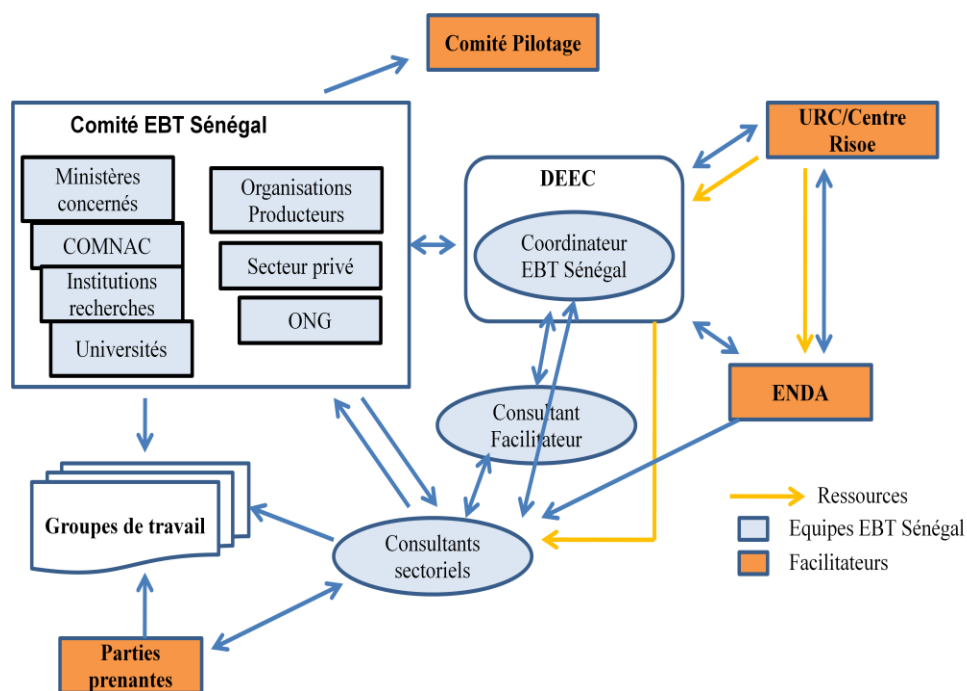 Comité Pilotage
Comité EBT Sénégal
Ministères
concernés
COMNAC
Institutions
recherches
Universités
Organisations
Producteurs
Secteur privé
ONG
DEEC
Coordinateur
EBT Sénégal
URC/Centre
Risoe
Consultant
Facilitateur
ENDA
Groupes de travail
Consultants
sectoriels
Parties
prenantes
Ressources
Equipes EBT Sénégal
Facilitateurs